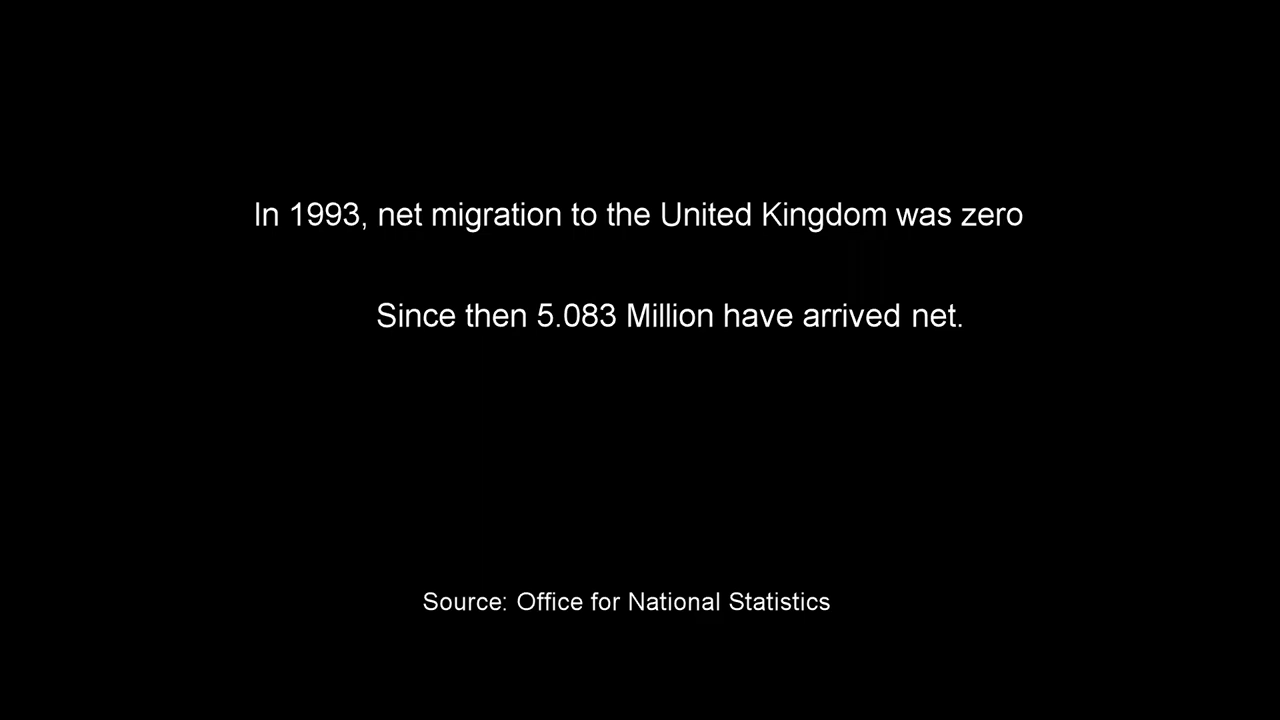 In 1993, net migration to the United Kingdom was zero
Since then 5.083 Million have arrived net.
Source: Office for National Statistics